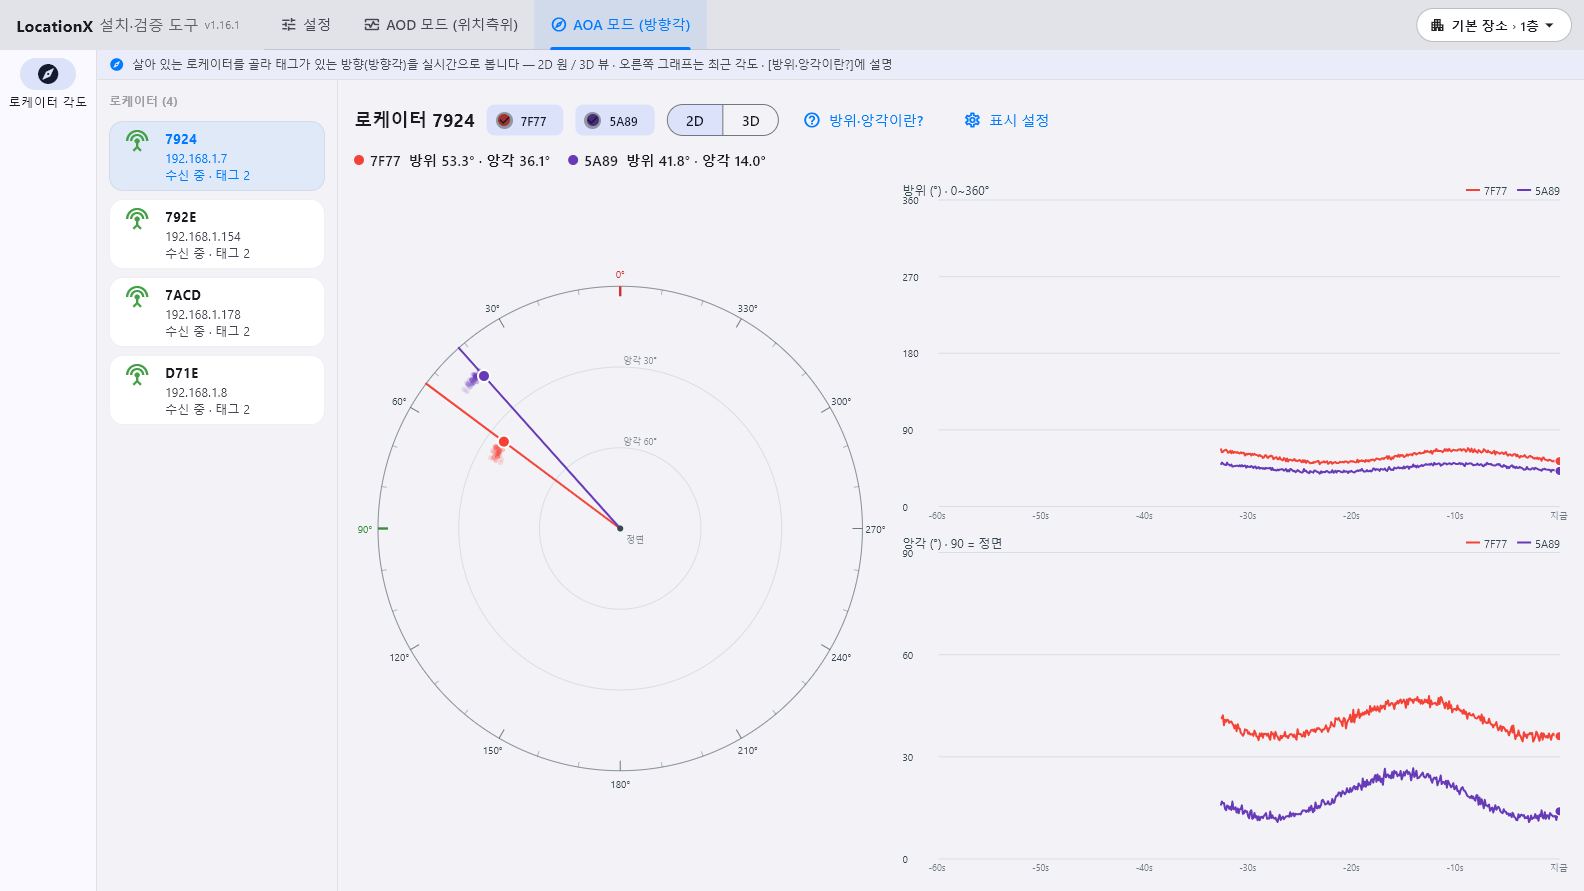 LocationX 설치·검증 도구 v1.16.1
설정
AOD 모드 (위치측위)
AOA 모드 (방향각)
기본 장소 › 1층
로케이터 각도
살아 있는 로케이터를 골라 태그가 있는 방향(방향각)을 실시간으로 봅니다 — 2D 원 / 3D 뷰 · 오른쪽 그래프는 최근 각도 · [방위·앙각이란?]에 설명
로케이터 (4)
7924
192.168.1.7
수신 중 · 태그 2
792E
192.168.1.154
수신 중 · 태그 2
7ACD
192.168.1.178
수신 중 · 태그 2
D71E
192.168.1.8
수신 중 · 태그 2
로케이터 7924
7F77
5A89
2D
3D
방위·앙각이란?
표시 설정
7F77 방위 53.3° · 앙각 36.1°
5A89 방위 41.8° · 앙각 14.0°
0°
30°
330°
앙각 30°
60°
300°
앙각 60°
90°
정면
270°
120°
240°
150°
210°
180°
방위 (°) · 0~360°
7F77
5A89
360
270
180
90
0
-60s
-50s
-40s
-30s
-20s
-10s
지금
앙각 (°) · 90 = 정면
7F77
5A89
90
60
30
0
-60s
-50s
-40s
-30s
-20s
-10s
지금